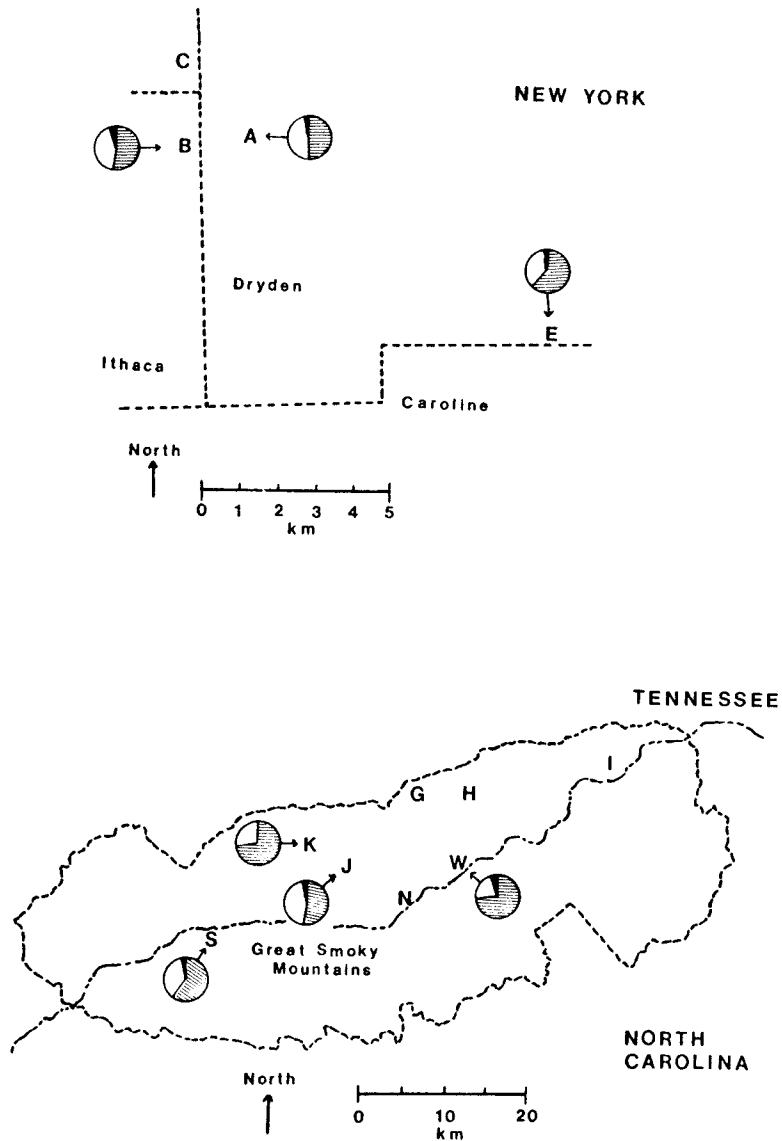 C
NEW YORK
B
A
Dryden
E
Ithaca
Caroline
North
0 1 2 3 4 5
km
TENNESSEE
I
G H
K
J
W
N
S
Great Smoky
Mountains
NORTH
CAROLINA
North
0 10 20
km